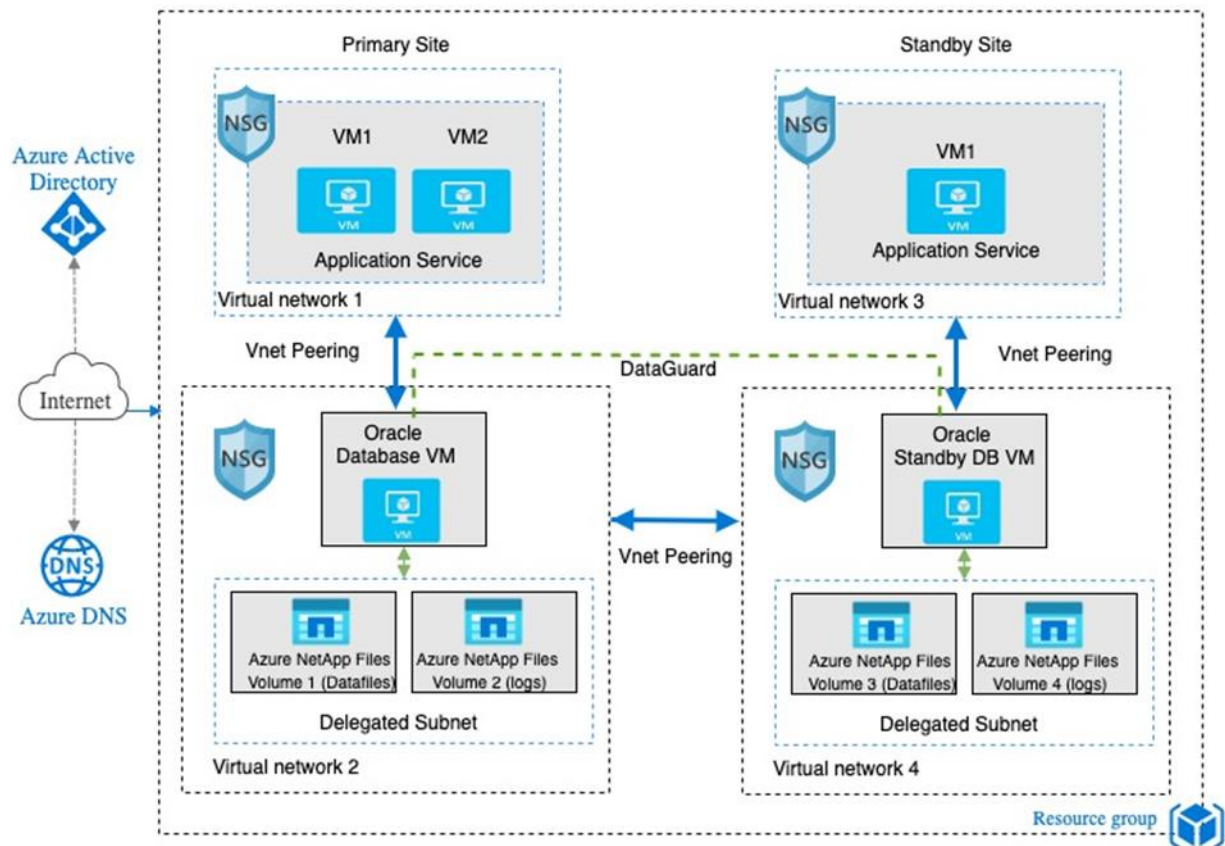 Primary Site
Standby Site
NSG
VM1
VM2
VM
VM
Application Service
Virtual network 1
NSG
VM1
VM
Application Service
Virtual network 3
Azure Active
Directory
Internet
DNS
Azure DNS
Vnet Peering
DataGuard
Vnet Peering
NSG
Oracle
Database VM
VM
Azure NetApp Files
Volume 1 (Datafiles)
Azure NetApp Files
Volume 2 (logs)
Delegated Subnet
Virtual network 2
Vnet Peering
NSG
Oracle
Standby DB VM
VM
Azure NetApp Files
Volume 3 (Datafiles)
Azure NetApp Files
Volume 4 (logs)
Delegated Subnet
Virtual network 4
Resource group